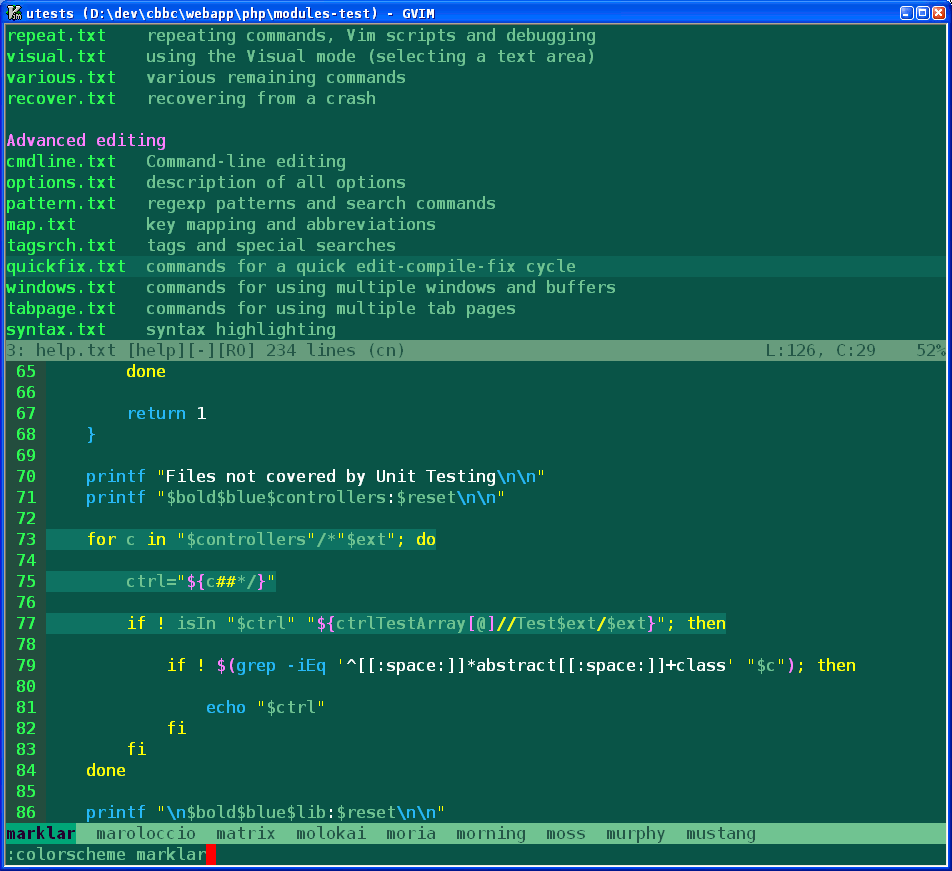 utests (D:\dev\cbbc\webapp\php\modules-test) - GVIM
repeat.txt    repeating commands, Vim scripts and debugging
visual.txt    using the Visual mode (selecting a text area)
various.txt   various remaining commands
recover.txt   recovering from a crash
Advanced editing
cmdline.txt   Command-line editing
options.txt   description of all options
pattern.txt   regexp patterns and search commands
map.txt       key mapping and abbreviations
tagsrch.txt   tags and special searches
quickfix.txt  commands for a quick edit-compile-fix cycle
windows.txt   commands for using multiple windows and buffers
tabpage.txt   commands for using multiple tab pages
syntax.txt    syntax highlighting
3: help.txt [help][-][RO] 234 lines (cn)    L:126, C:29    52%
65         done
66
67         return 1
68     }
69
70     printf "Files not covered by Unit Testing\n\n"
71     printf "$bold$blue$controllers:$reset\n\n"
72
73     for c in "$controllers"/*"$ext"; do
74
75         ctrl="${c##*/}"
76
77         if ! isIn "$ctrl" "${ctrlTestArray[@]//Test$ext/$ext}"; then
78
79             if ! $(grep -iEq '^[[:space:]]*abstract[[:space:]]+class' "$c"); then
80
81                 echo "$ctrl"
82             fi
83         fi
84     done
85
86     printf "\n$bold$blue$lib:$reset\n\n"
marklar  maroloccio  matrix  molokai  moria  morning  moss  murphy  mustang
:colorscheme marklar